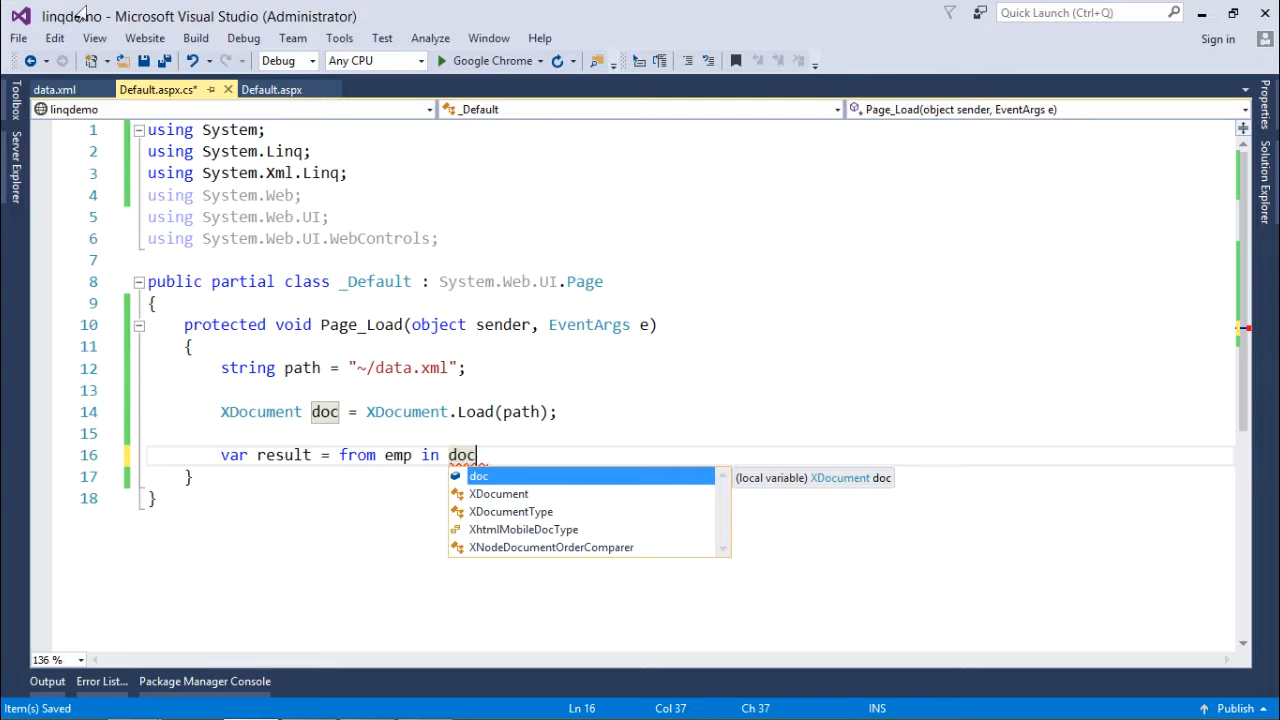 linqdemo - Microsoft Visual Studio (Administrator)
Quick Launch (Ctrl+Q)
File Edit View Website Build Debug Team Tools Test Analyze Window Help
Sign in
Debug Any CPU Google Chrome
data.xml Default.aspx.cs* Default.aspx
linqdemo _Default Page_Load(object sender, EventArgs e)
Toolbox
Server Explorer
Properties
Solution Explorer
1 using System;
2 using System.Linq;
3 using System.Xml.Linq;
4 using System.Web;
5 using System.Web.UI;
6 using System.Web.UI.WebControls;
7
8 public partial class _Default : System.Web.UI.Page
9 {
10 protected void Page_Load(object sender, EventArgs e)
11 {
12 string path = "~/data.xml";
13
14 XDocument doc = XDocument.Load(path);
15
16 var result = from emp in doc
17 }
18 }
doc
(local variable) XDocument doc
XDocument
XDocumentType
XhtmlMobileDocType
XNodeDocumentOrderComparer
136 %
Output Error List... Package Manager Console
Item(s) Saved Ln 16 Col 37 Ch 37 INS Publish